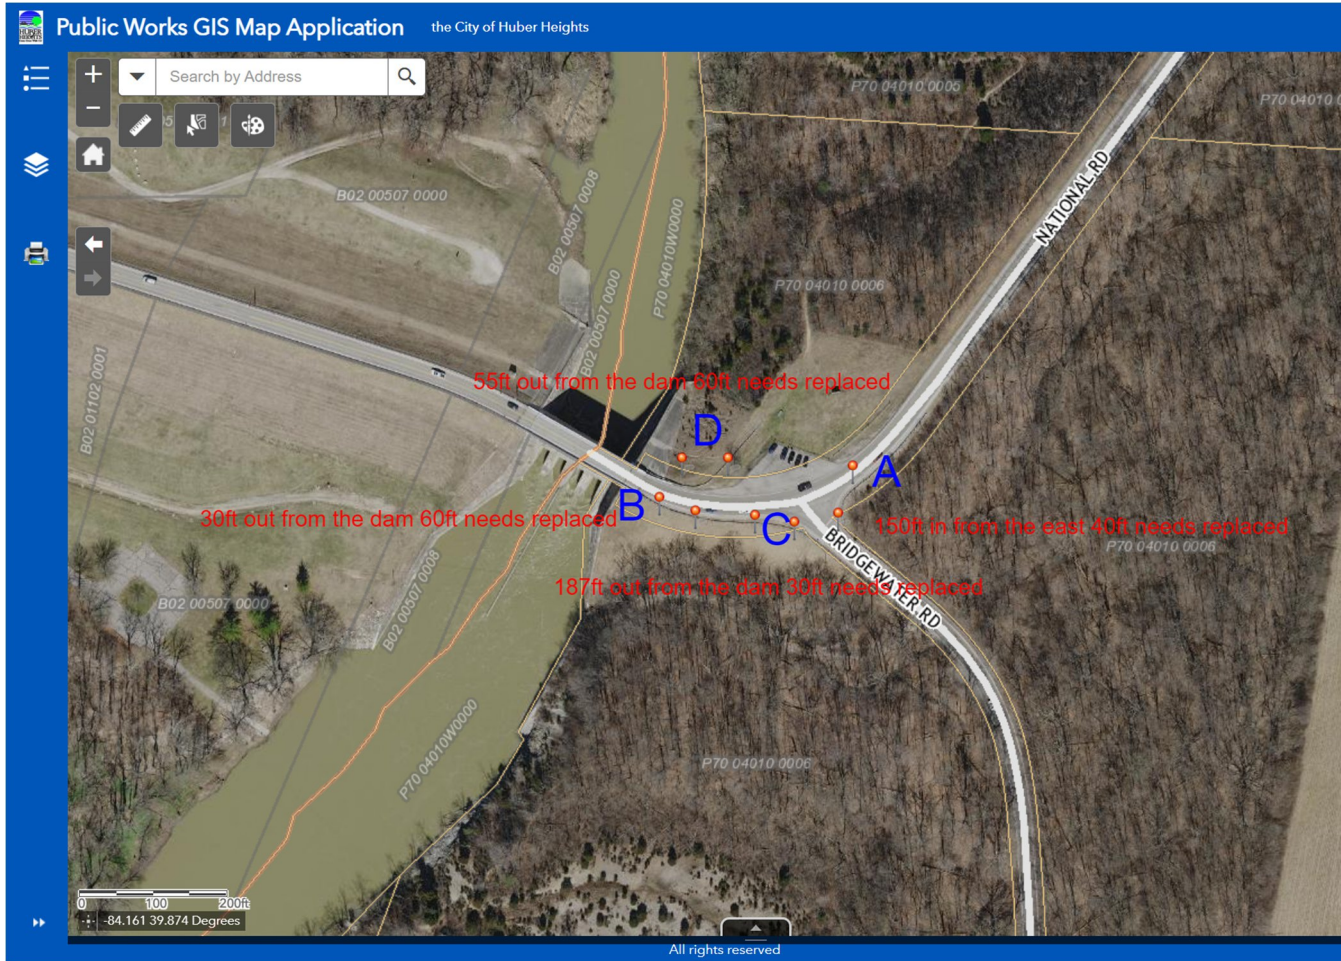 Public Works GIS Map Application the City of Huber Heights
Search by Address
P70 04010 0005
P70 04010
B02 00507 0000
B02 00507 0008
P70 04010W0000
NATIONAL RD
B02 00507 0000
P70 04010 0006
B02 01102 0001
55ft out from the dam 60ft needs replaced
D
A
B
30ft out from the dam 60ft needs replaced
C
150ft in from the east 40ft needs replaced
BRIDGEWATER RD
P70 04010 0006
187ft out from the dam 30ft needs replaced
B02 00507 0008
B02 00507 0000
P70 04010W0000
P70 04010 0006
0 100 200ft
-84.161 39.874 Degrees
All rights reserved